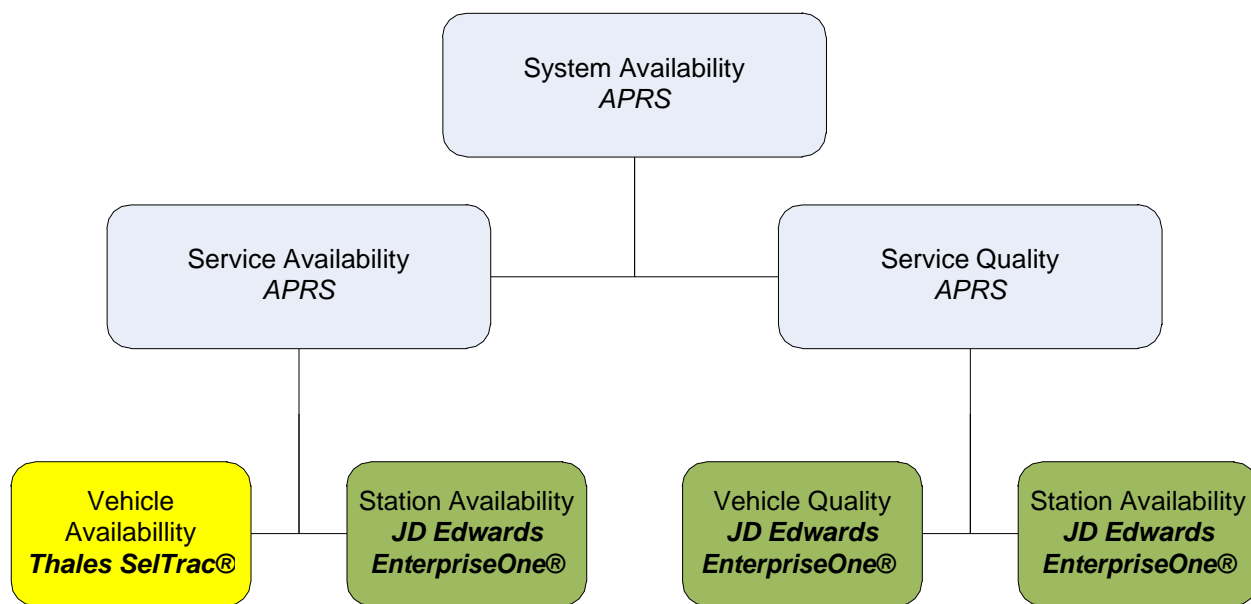 System Availability
APRS
Service Availability
APRS
Service Quality
APRS
Vehicle
Availabillity
Thales SelTrac®
Station Availability
JD Edwards
EnterpriseOne®
Vehicle Quality
JD Edwards
EnterpriseOne®
Station Availability
JD Edwards
EnterpriseOne®